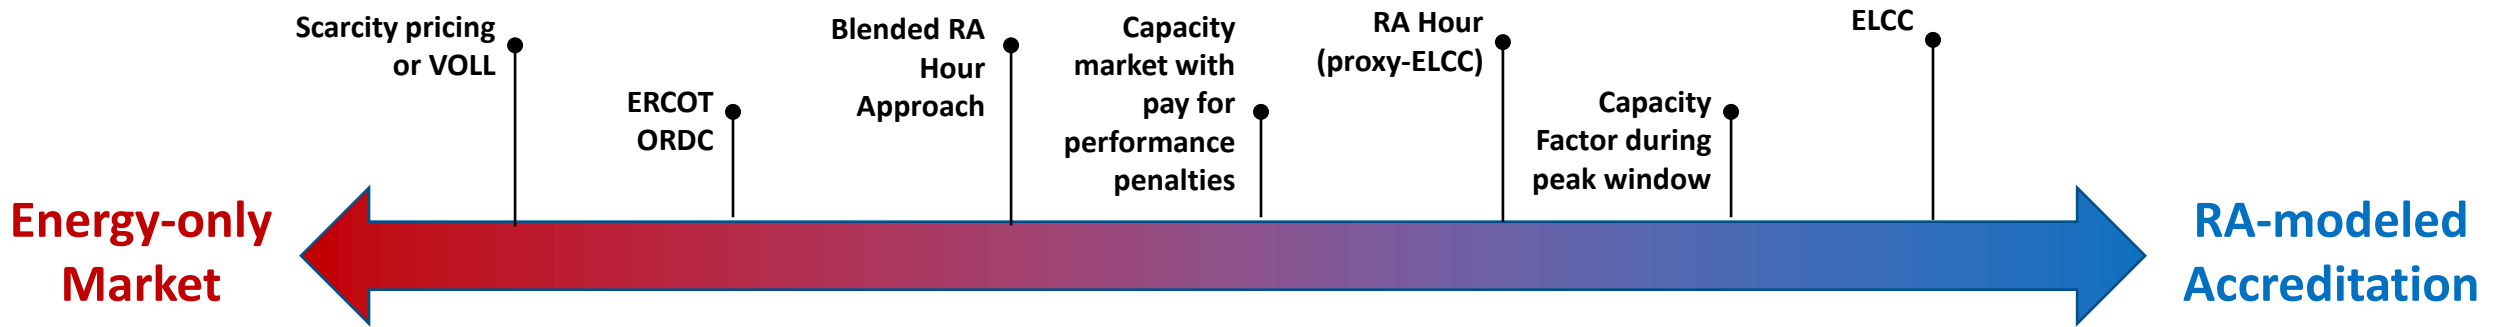 Scarcity pricing
or VOLL
ERCOT
ORDC
Blended RA
Hour
Approach
Capacity
market with
pay for
performance
penalties
RA Hour
(proxy-ELCC)
Capacity
Factor during
peak window
ELCC
Energy-only
Market
RA-modeled
Accreditation